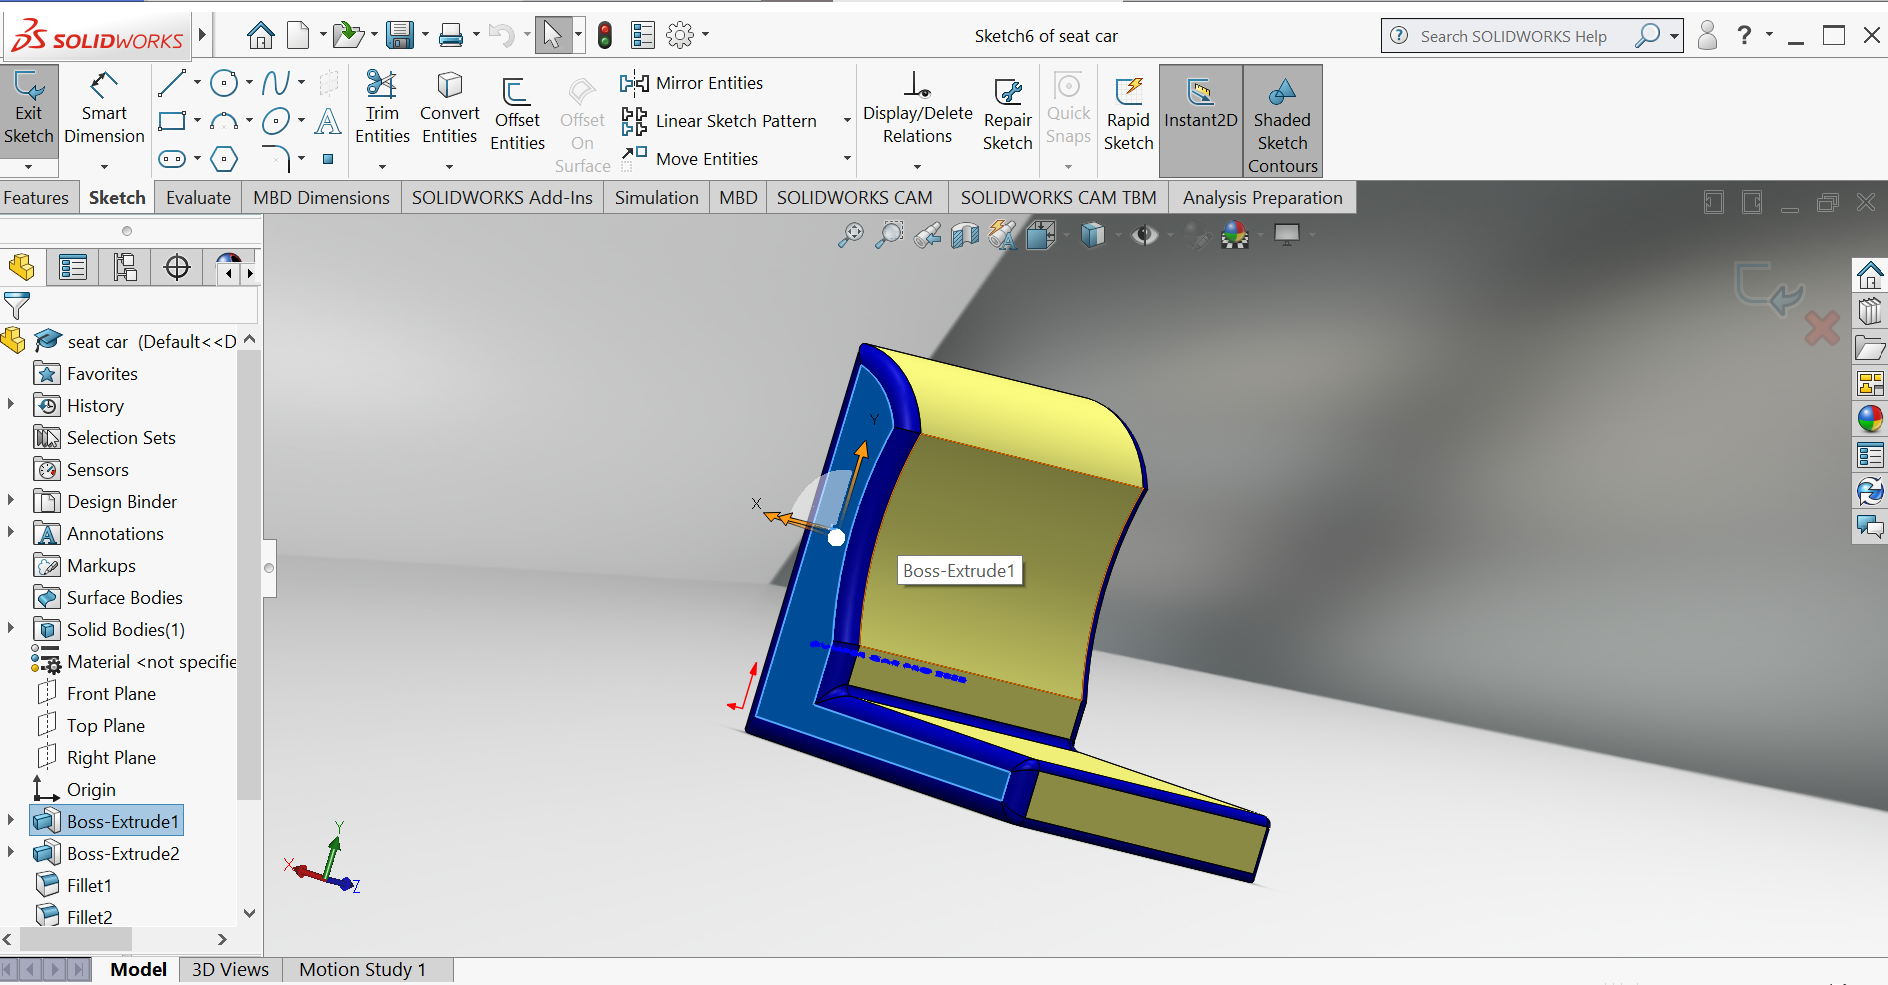 SOLIDWORKS
Sketch6 of seat car
Search SOLIDWORKS Help
?
Exit Sketch
Smart Dimension
Trim Entities
Convert Entities
Offset Entities
Offset On Surface
Mirror Entities
Linear Sketch Pattern
Move Entities
Display/Delete Relations
Repair Sketch
Quick Snaps
Rapid Sketch
Instant2D
Shaded Sketch Contours
Features
Sketch
Evaluate
MBD Dimensions
SOLIDWORKS Add-Ins
Simulation
MBD
SOLIDWORKS CAM
SOLIDWORKS CAM TBM
Analysis Preparation
seat car (Default<<D
Favorites
History
Selection Sets
Sensors
Design Binder
Annotations
Markups
Surface Bodies
Solid Bodies(1)
Material <not specifie
Front Plane
Top Plane
Right Plane
Origin
Boss-Extrude1
Boss-Extrude2
Fillet1
Fillet2
Y
X
Boss-Extrude1
Y
X
Z
Model
3D Views
Motion Study 1